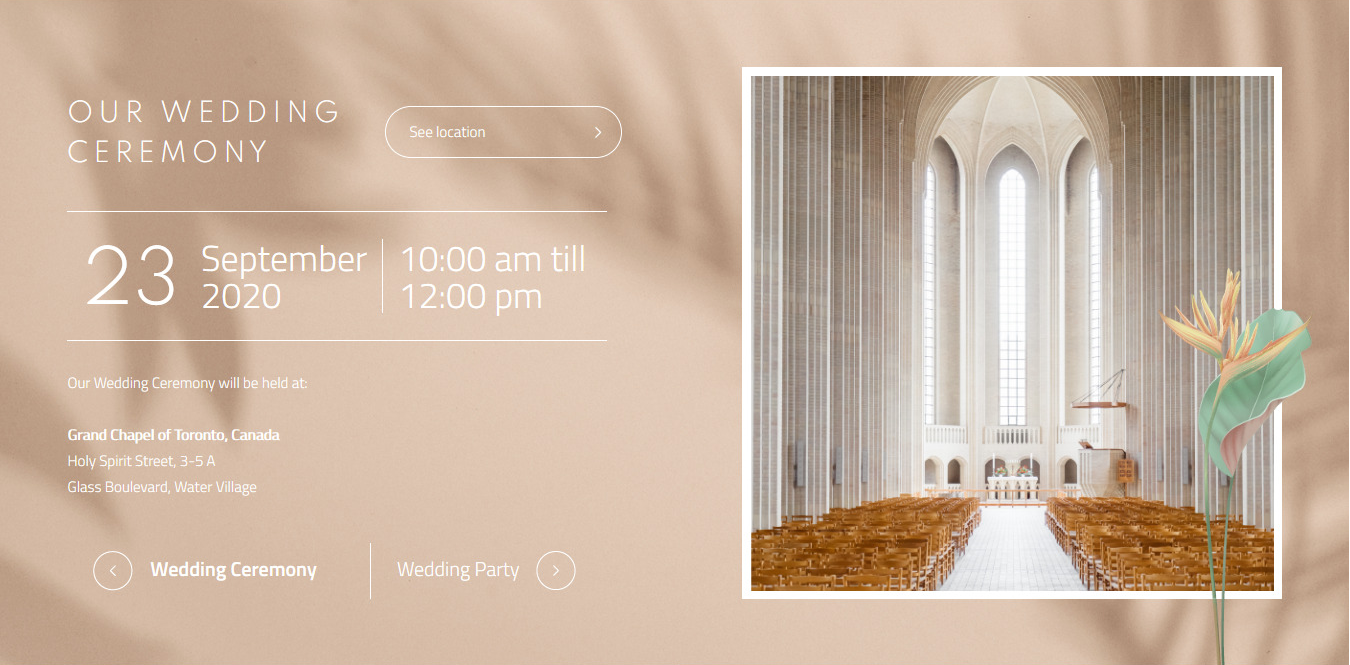 OUR WEDDING
CEREMONY
See location
23
September
2020
10:00 am till
12:00 pm
Our Wedding Ceremony will be held at:
Grand Chapel of Toronto, Canada
Holy Spirit Street, 3-5 A
Glass Boulevard, Water Village
Wedding Ceremony
Wedding Party